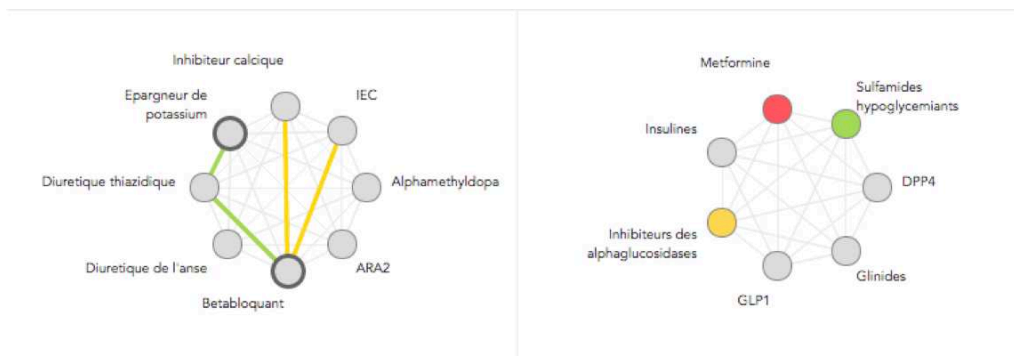 Inhibiteur calcique
Epargneur de
potassium
IEC
Diuretique thiazidique
Alphamethyldopa
Diuretique de l'anse
ARA2
Betabloquant
Metformine
Sulfamides
hypoglycemiants
Insulines
DPP4
Inhibiteurs des
alphaglucosidases
Glinides
GLP1